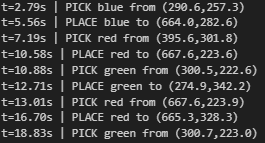 t=2.79s | PICK blue from (290.6,257.3)
t=5.56s | PLACE blue to (664.0,282.6)
t=7.19s | PICK red from (395.6,301.8)
t=10.58s | PLACE red to (667.6,223.6)
t=10.88s | PICK green from (300.5,222.6)
t=12.71s | PLACE green to (274.9,342.2)
t=13.01s | PICK red from (667.6,223.9)
t=16.70s | PLACE red to (665.3,328.3)
t=18.83s | PICK green from (300.7,223.0)